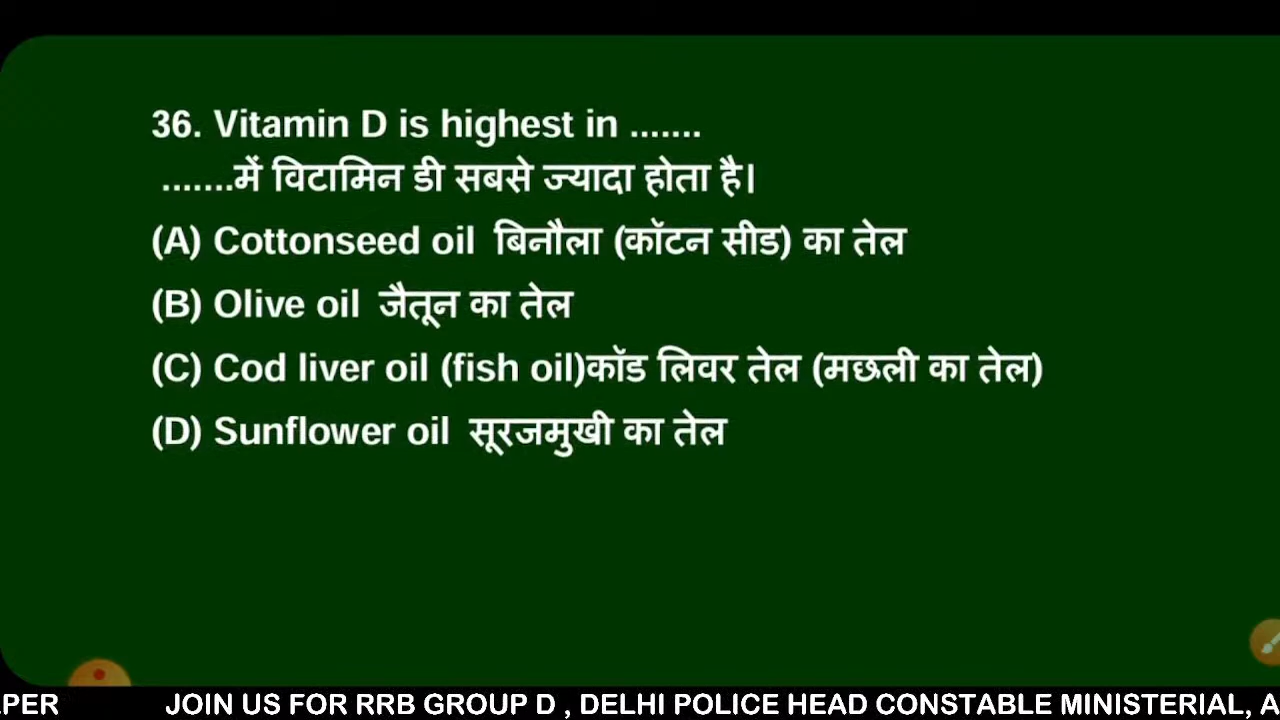 36. Vitamin D is highest in .......
.......में विटामिन डी सबसे ज्यादा होता है।
(A) Cottonseed oil बिनौला (कॉटन सीड) का तेल
(B) Olive oil जैतून का तेल
(C) Cod liver oil (fish oil)कॉड लिवर तेल (मछली का तेल)
(D) Sunflower oil सूरजमुखी का तेल
APER JOIN US FOR RRB GROUP D , DELHI POLICE HEAD CONSTABLE MINISTERIAL, A